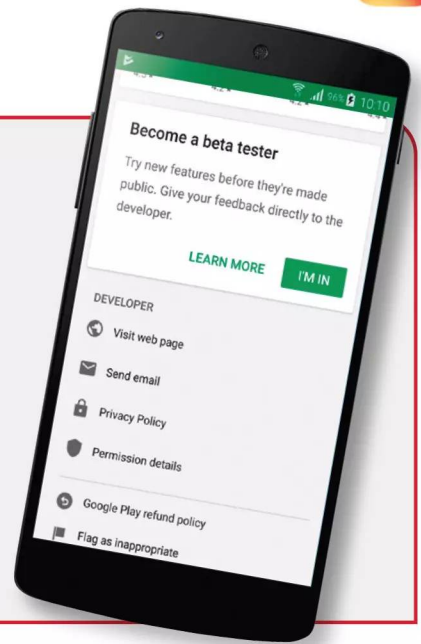 96% 10:10
Become a beta tester
Try new features before they're made
public. Give your feedback directly to the
developer.
LEARN MORE I'M IN
DEVELOPER
Visit web page
Send email
Privacy Policy
Permission details
Google Play refund policy
Flag as inappropriate